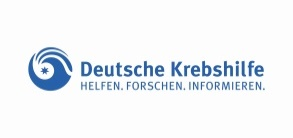 Deutsche Krebshilfe
HELFEN. FORSCHEN. INFORMIEREN.